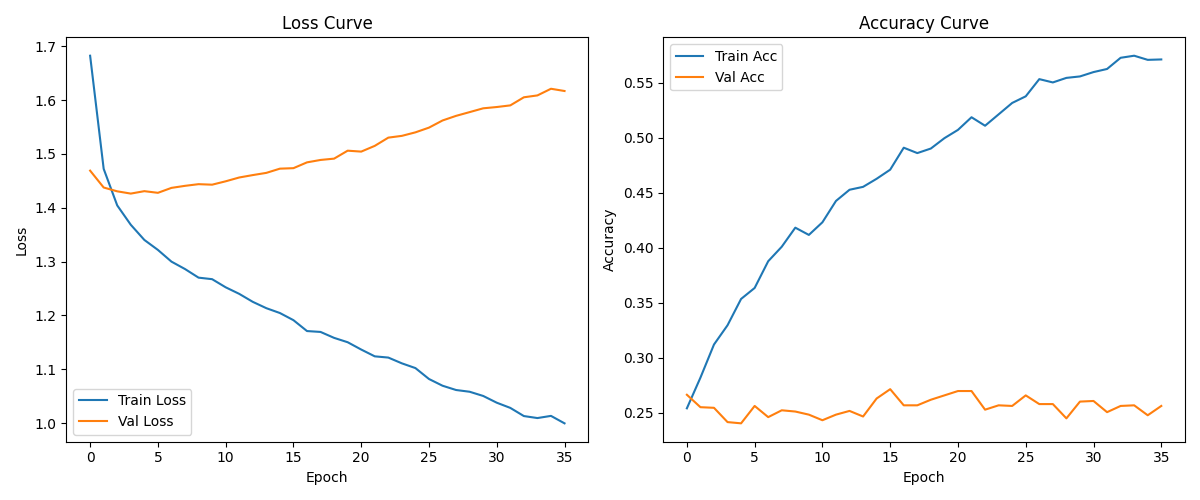 Loss Curve
1.7
1.6
1.5
1.4
1.3
1.2
1.1
1.0
Loss
Train Loss
Val Loss
0 5 10 15 20 25 30 35
Epoch
Accuracy Curve
Train Acc
Val Acc
0.55
0.50
0.45
0.40
0.35
0.30
0.25
Accuracy
0 5 10 15 20 25 30 35
Epoch